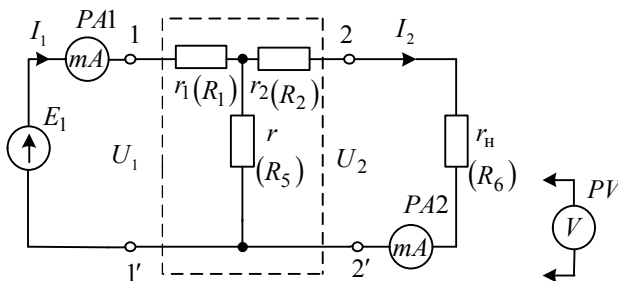 I₁ PA1 1 2 I₂
mA
r₁(R₁) r₂(R₂)
E₁ U₁ r (R₅) U₂ rₙ (R₆)
PA2 PV
mA V
1′ 2′